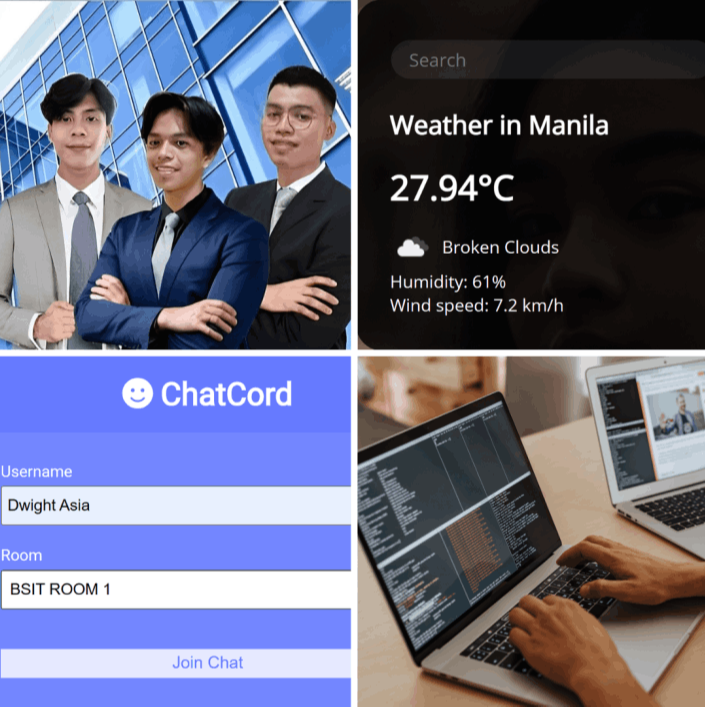 Search
Weather in Manila
27.94°C
Broken Clouds
Humidity: 61%
Wind speed: 7.2 km/h
ChatCord
Username
Dwight Asia
Room
BSIT ROOM 1
Join Chat